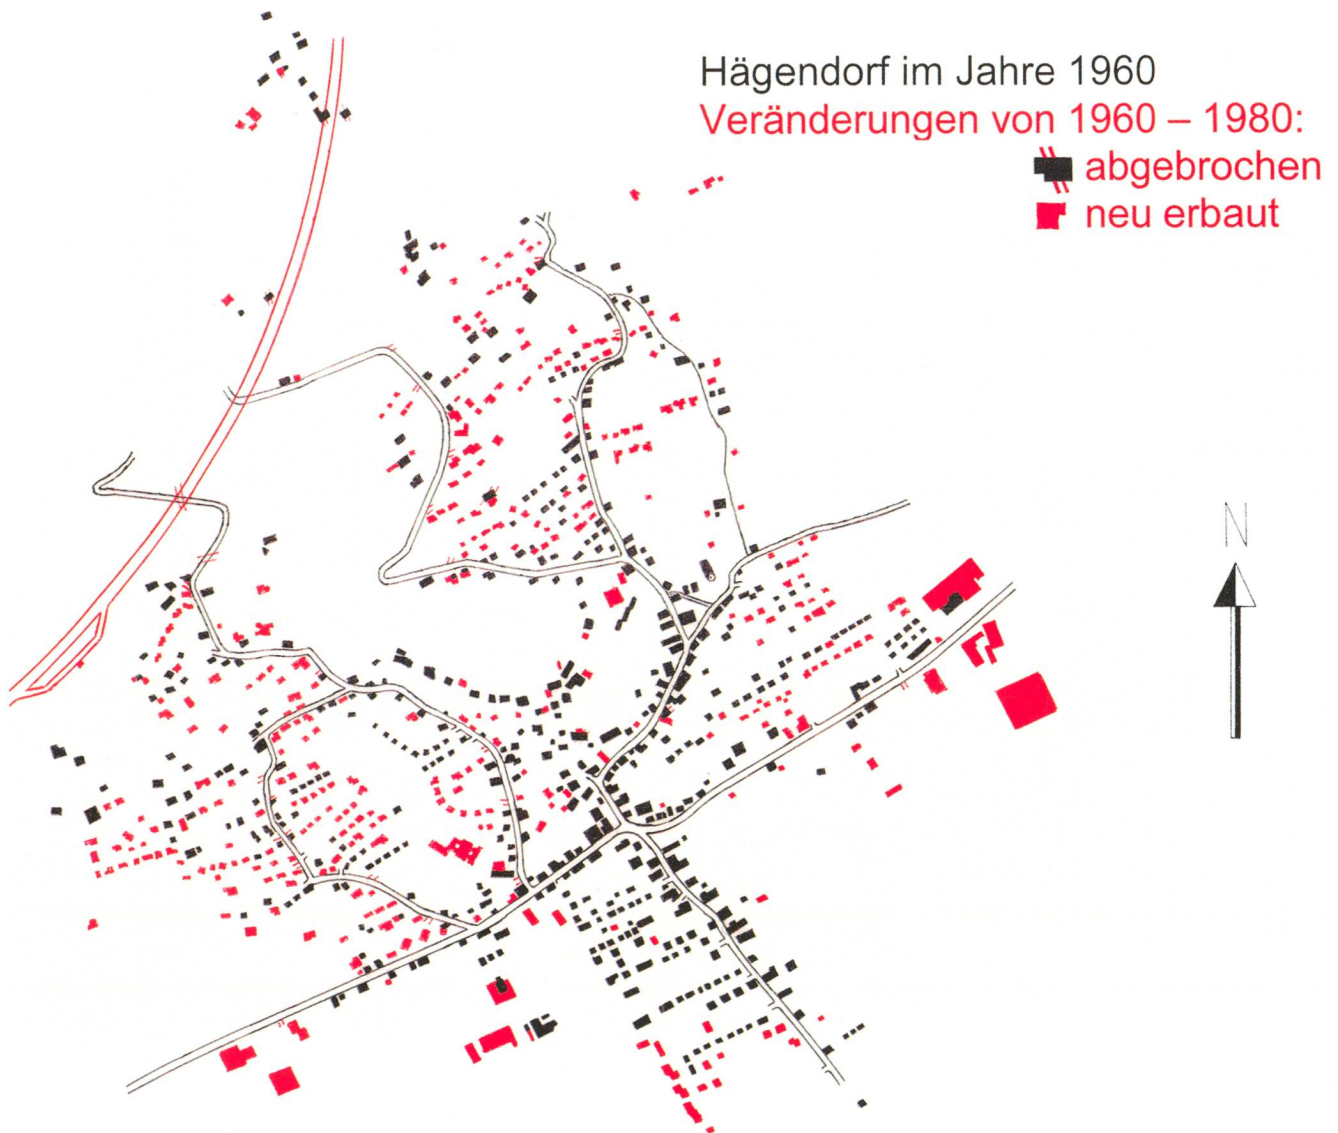 Hägendorf im Jahre 1960
Veränderungen von 1960 – 1980:
abgebrochen
neu erbaut
N